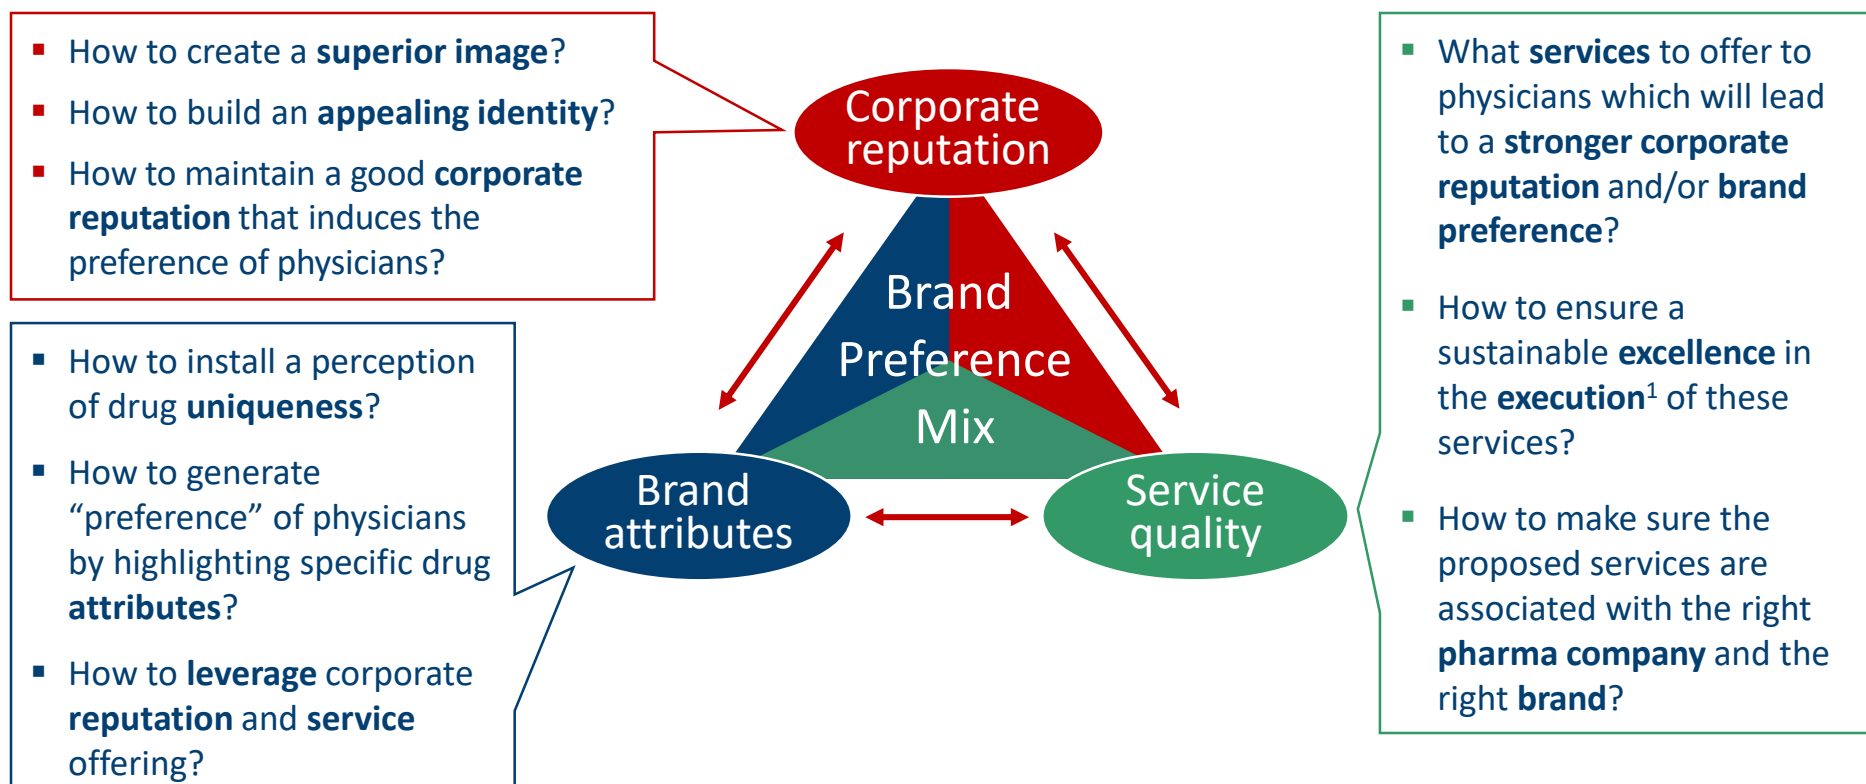 ▪ How to create a superior image?
▪ How to build an appealing identity?
▪ How to maintain a good corporate
reputation that induces the
preference of physicians?
▪ How to install a perception
of drug uniqueness?
▪ How to generate
“preference” of physicians
by highlighting specific drug
attributes?
▪ How to leverage corporate
reputation and service
offering?
Corporate
reputation
Brand
Preference
Mix
Brand
attributes
Service
quality
▪ What services to offer to
physicians which will lead
to a stronger corporate
reputation and/or brand
preference?
▪ How to ensure a
sustainable excellence in
the execution¹ of these
services?
▪ How to make sure the
proposed services are
associated with the right
pharma company and the
right brand?